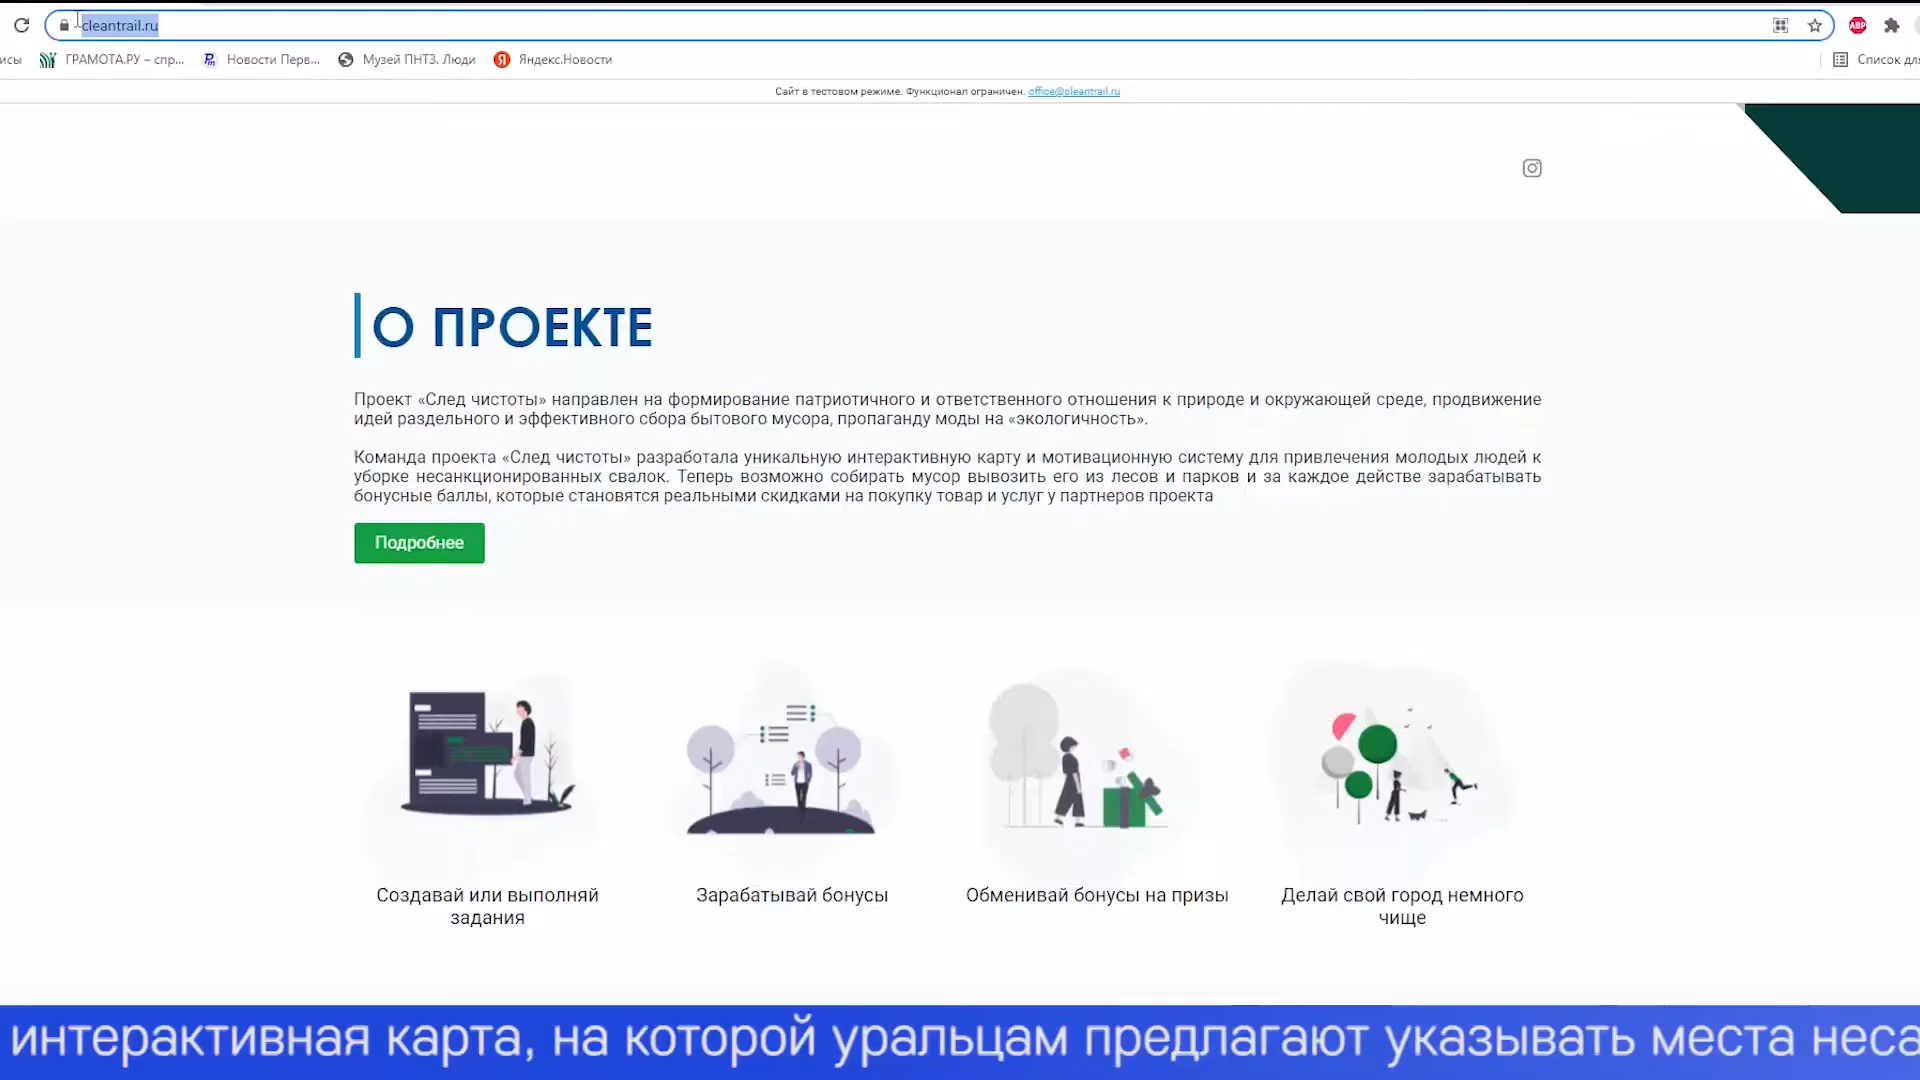 cleantrail.ru
исы ГРАМОТА.РУ – спр... Новости Перв... Музей ПНТЗ. Люди Яндекс.Новости Список для
Сайт в тестовом режиме. Функционал ограничен. office@cleantrail.ru
О ПРОЕКТЕ
Проект «След чистоты» направлен на формирование патриотичного и ответственного отношения к природе и окружающей среде, продвижение
идей раздельного и эффективного сбора бытового мусора, пропаганду моды на «экологичность».
Команда проекта «След чистоты» разработала уникальную интерактивную карту и мотивационную систему для привлечения молодых людей к
уборке несанкционированных свалок. Теперь возможно собирать мусор вывозить его из лесов и парков и за каждое действе зарабатывать
бонусные баллы, которые становятся реальными скидками на покупку товар и услуг у партнеров проекта
Подробнее
Создавай или выполняй
задания
Зарабатывай бонусы
Обменивай бонусы на призы
Делай свой город немного
чище
интерактивная карта, на которой уральцам предлагают указывать места неса